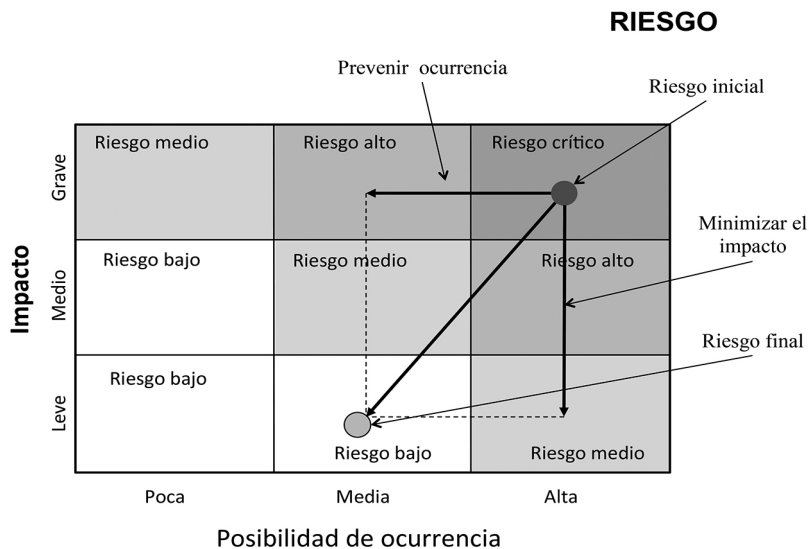 RIESGO
Prevenir ocurrencia
Riesgo inicial
Riesgo medio
Riesgo alto
Riesgo crítico
Grave
Minimizar el
impacto
Riesgo bajo
Riesgo medio
Riesgo alto
Impacto
Medio
Riesgo final
Riesgo bajo
Leve
Riesgo bajo
Riesgo medio
Poca
Media
Alta
Posibilidad de ocurrencia